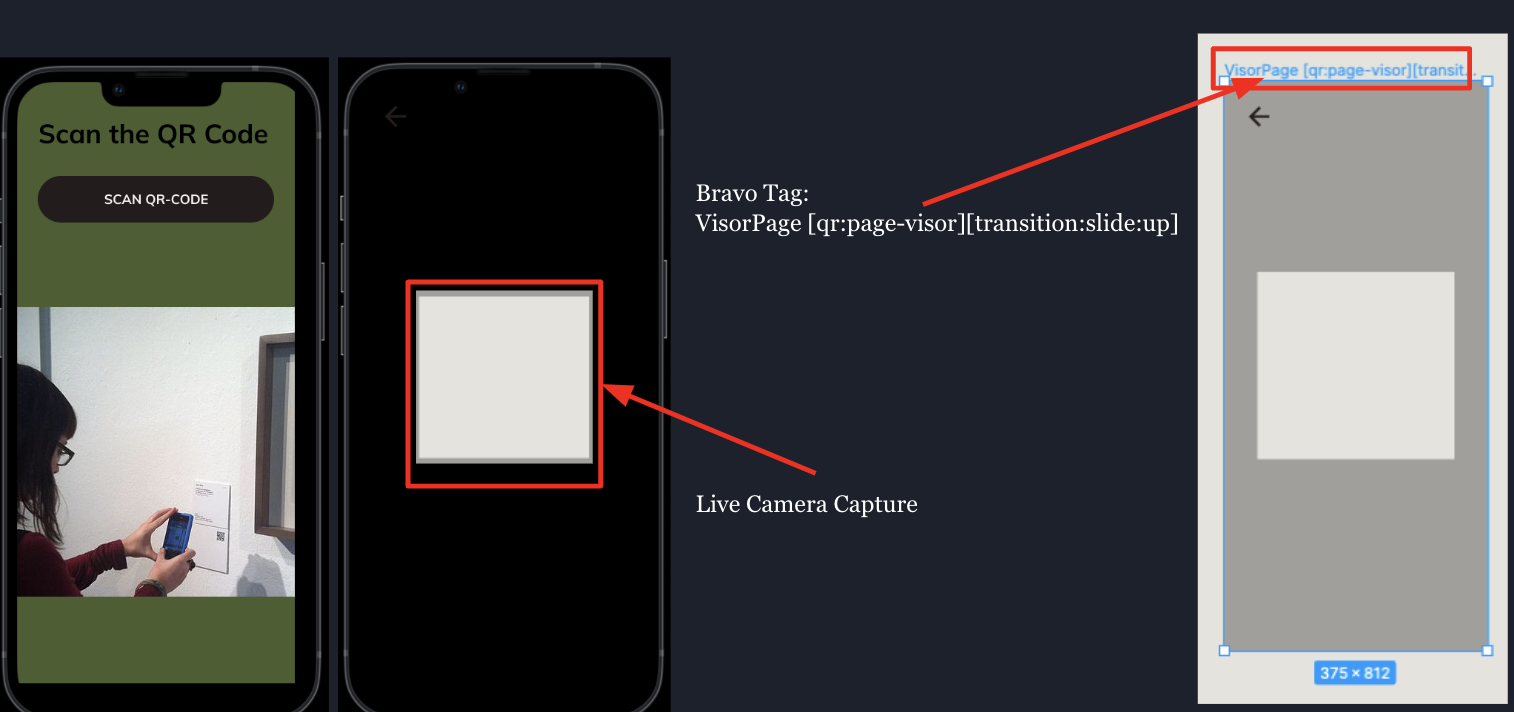 Scan the QR Code
SCAN QR-CODE
Bravo Tag:
VisorPage [qr:page-visor][transition:slide:up]
Live Camera Capture
VisorPage [qr:page-visor][transit...
375 × 812